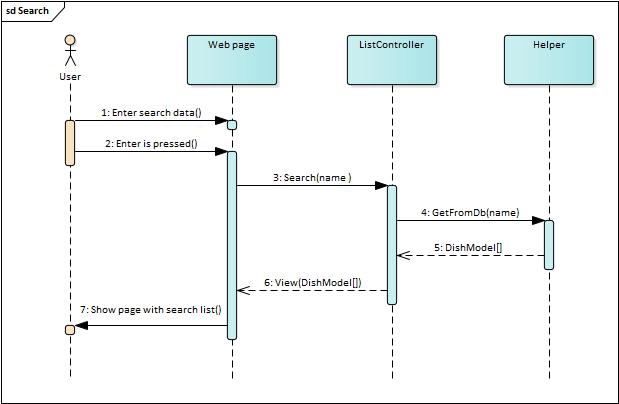 sd Search
Web page
ListController
Helper
User
1: Enter search data()
2: Enter is pressed()
3: Search(name )
4: GetFromDb(name)
5: DishModel[]
6: View(DishModel[])
7: Show page with search list()